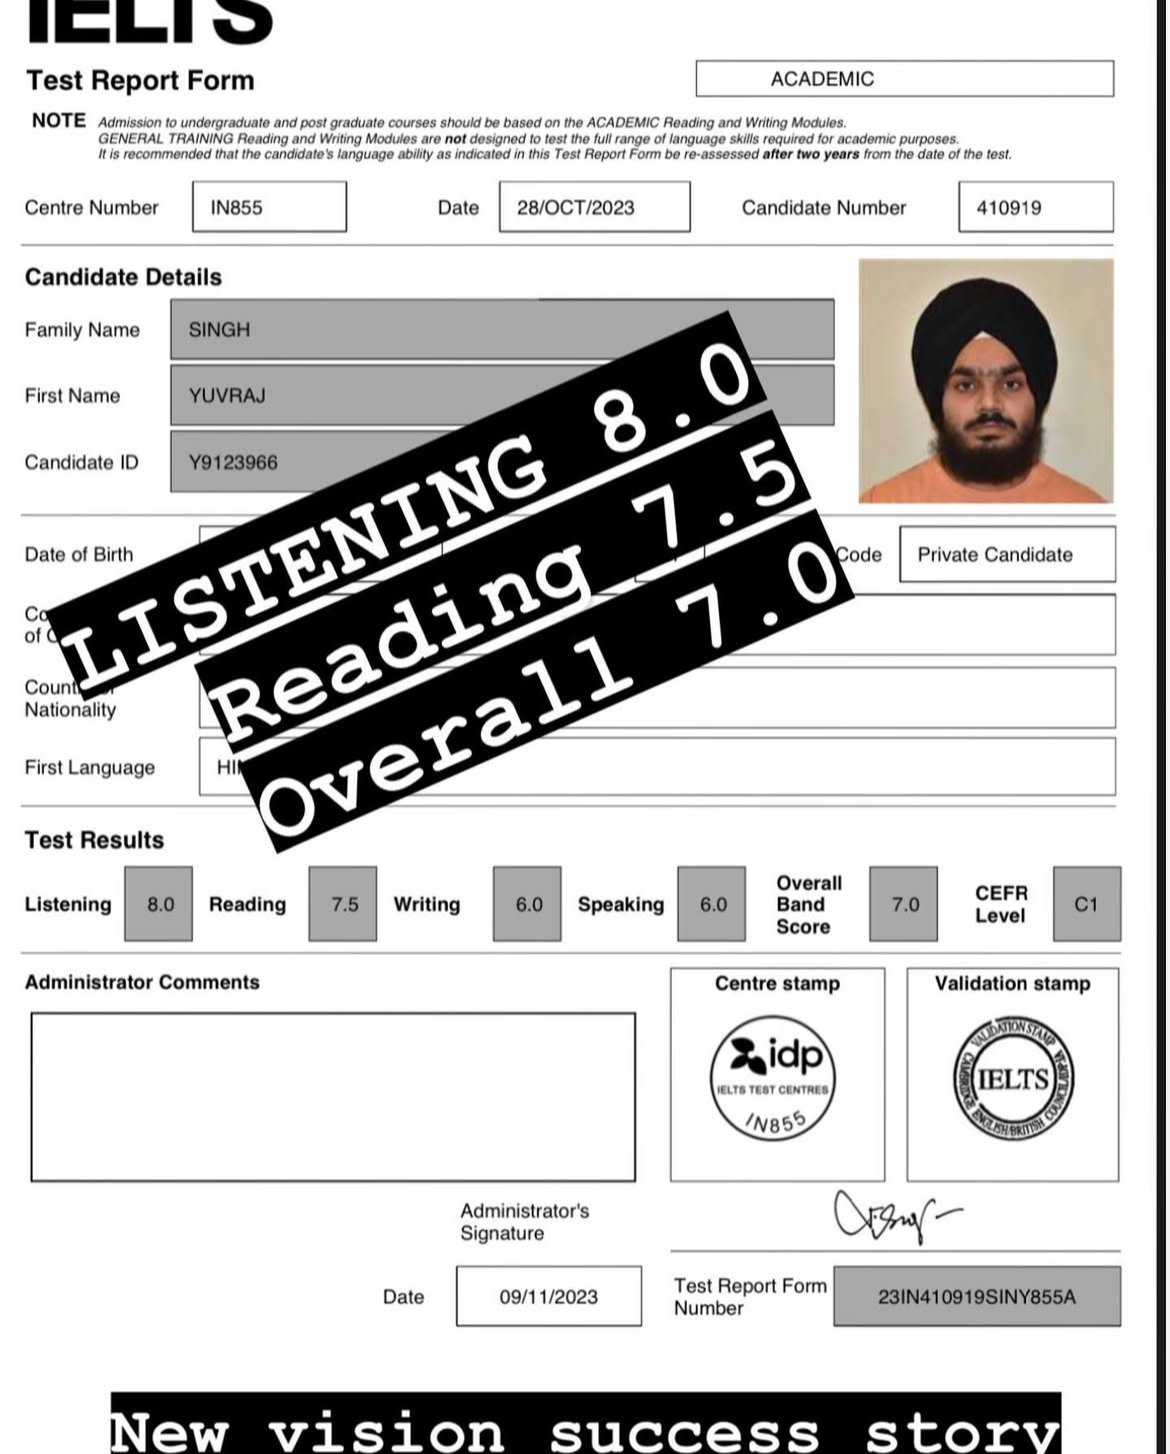 IELTS
Test Report Form
ACADEMIC
NOTE Admission to undergraduate and post graduate courses should be based on the ACADEMIC Reading and Writing Modules.
GENERAL TRAINING Reading and Writing Modules are not designed to test the full range of language skills required for academic purposes.
It is recommended that the candidate's language ability as indicated in this Test Report Form be re-assessed after two years from the date of the test.
Centre Number IN855 Date 28/OCT/2023 Candidate Number 410919
Candidate Details
Family Name SINGH
First Name YUVRAJ
Candidate ID Y9123966
LISTENING 8.0
Reading 7.5
Overall 7.0
Date of Birth Code Private Candidate
of
Nationality
First Language
Test Results
Listening 8.0 Reading 7.5 Writing 6.0 Speaking 6.0 Overall Band Score 7.0 CEFR Level C1
Administrator Comments
Centre stamp
Validation stamp
idp
IELTS TEST CENTRES
IN855
VALIDATION STAMP
IELTS
CAMBRIDGE ENGLISH/BRITISH COUNCIL/IDP:IA
Administrator's
Signature
Date 09/11/2023
Test Report Form
Number 23IN410919SINY855A
New vision success story